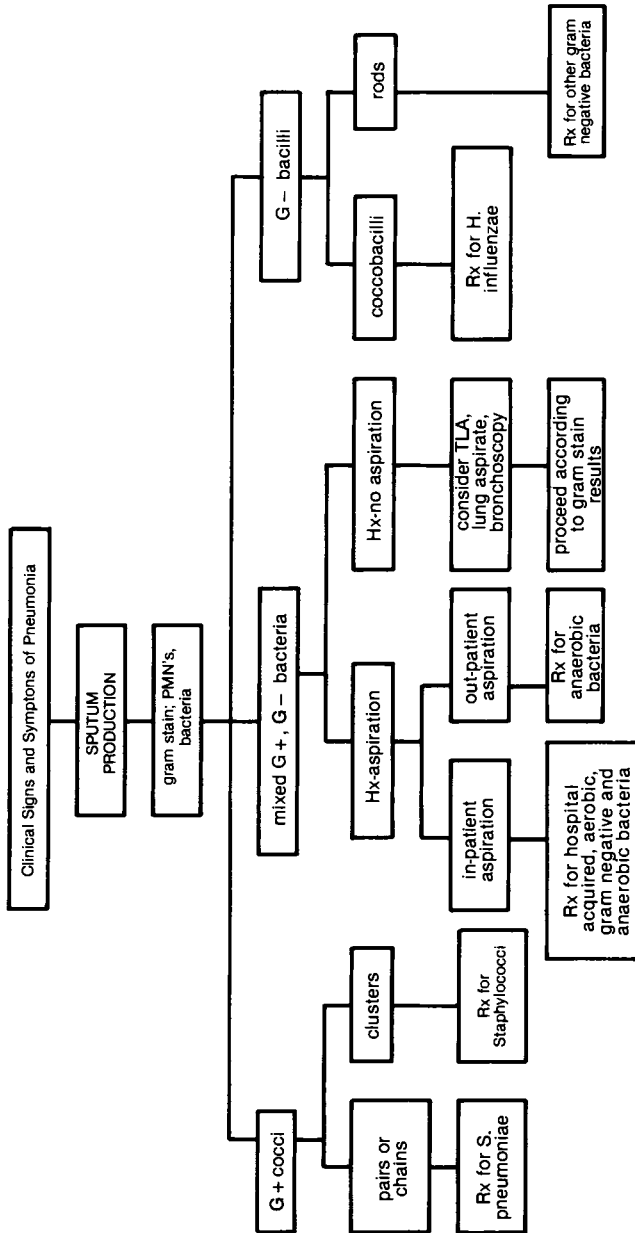 Clinical Signs and Symptoms of Pneumonia
SPUTUM
PRODUCTION
gram stain; PMN's,
bacteria
G+cocci
mixed G+, G− bacteria
G− bacilli
pairs or
chains
clusters
Hx-aspiration
Hx-no aspiration
coccobacilli
rods
Rx for S.
pneumoniae
Rx for
Staphylococci
in-patient
aspiration
out-patient
aspiration
consider TLA,
lung aspirate,
bronchoscopy
Rx for H.
influenzae
Rx for hospital
acquired, aerobic,
gram negative and
anaerobic bacteria
Rx for
anaerobic
bacteria
proceed according
to gram stain
results
Rx for other gram
negative bacteria